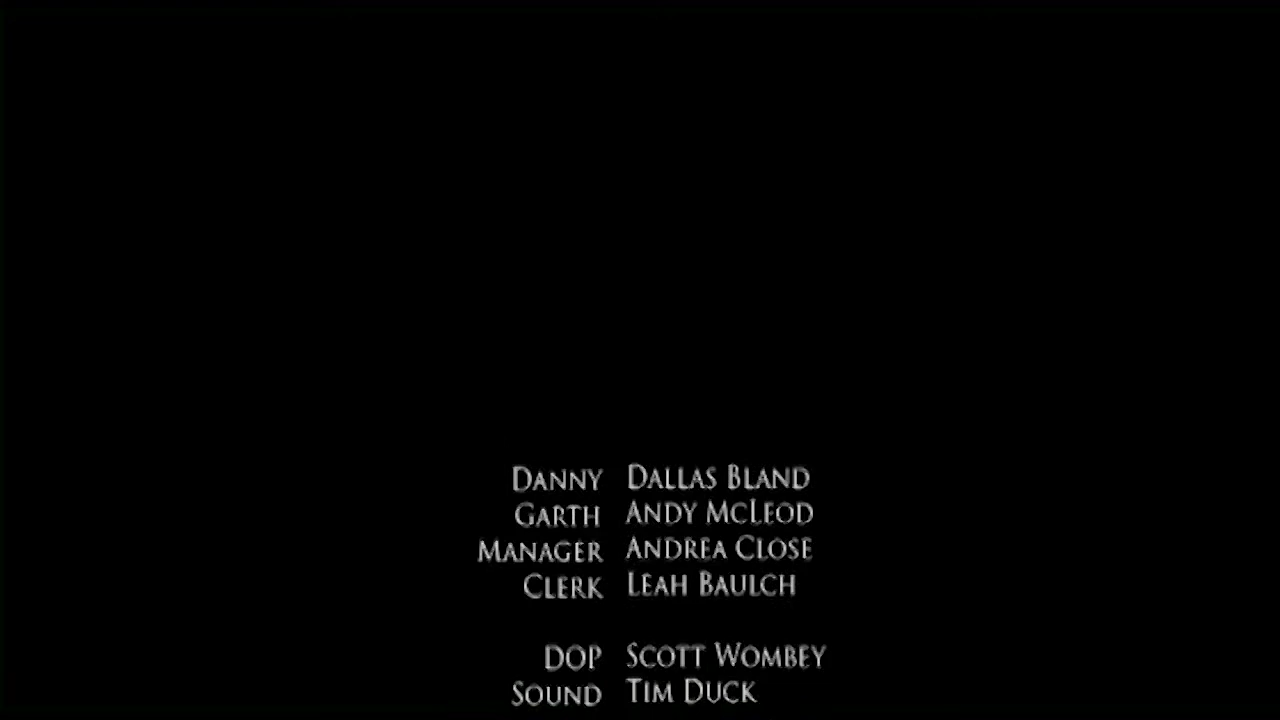 Danny Dallas Bland
Garth Andy McLeod
Manager Andrea Close
Clerk Leah Baulch
DOP Scott Wombey
Sound Tim Duck